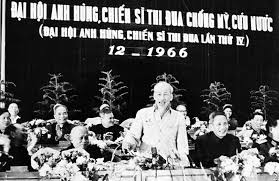 ĐẠI HỘI ANH HÙNG, CHIẾN SĨ THI ĐUA CHỐNG MỸ, CỨU NƯỚC
(ĐẠI HỘI ANH HÙNG, CHIẾN SĨ THI ĐUA LẦN THỨ IV)
12-1966